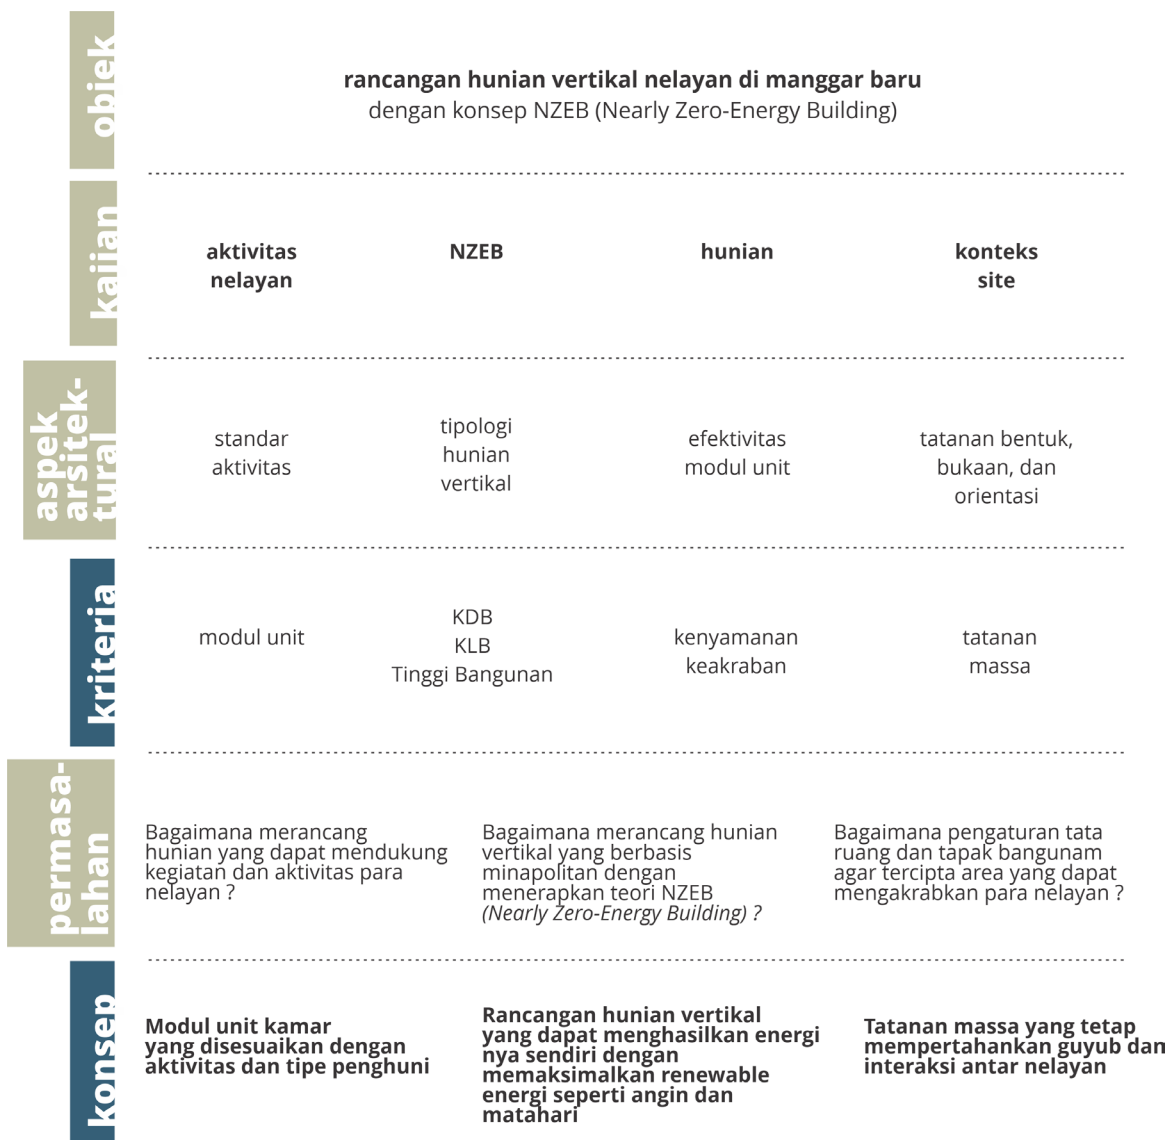 objek
rancangan hunian vertikal nelayan di manggar baru
dengan konsep NZEB (Nearly Zero-Energy Building)
kajian
aktivitas
nelayan
NZEB
hunian
konteks
site
aspek
arsitek-
tural
standar
aktivitas
tipologi
hunian
vertikal
efektivitas
modul unit
tatanan bentuk,
bukaan, dan
orientasi
kriteria
modul unit
KDB
KLB
Tinggi Bangunan
kenyamanan
keakraban
tatanan
massa
permasa-
lahan
Bagaimana merancang
hunian yang dapat mendukung
kegiatan dan aktivitas para
nelayan ?
Bagaimana merancang hunian
vertikal yang berbasis
minapolitan dengan
menerapkan teori NZEB
(Nearly Zero-Energy Building) ?
Bagaimana pengaturan tata
ruang dan tapak bangunam
agar tercipta area yang dapat
mengakrabkan para nelayan ?
konsep
Modul unit kamar
yang disesuaikan dengan
aktivitas dan tipe penghuni
Rancangan hunian vertikal
yang dapat menghasilkan energi
nya sendiri dengan
memaksimalkan renewable
energi seperti angin dan
matahari
Tatanan massa yang tetap
mempertahankan guyub dan
interaksi antar nelayan